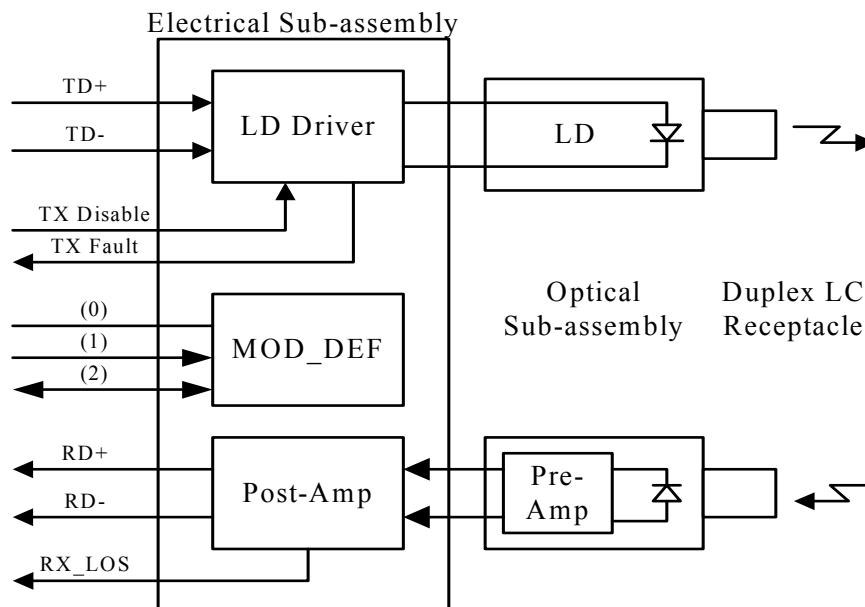 Electrical Sub-assembly
TD+
TD-
LD Driver
LD
TX Disable
TX Fault
Optical
Sub-assembly
Duplex LC
Receptacle
(0)
(1)
(2)
MOD_DEF
RD+
RD-
Post-Amp
Pre-
Amp
RX_LOS